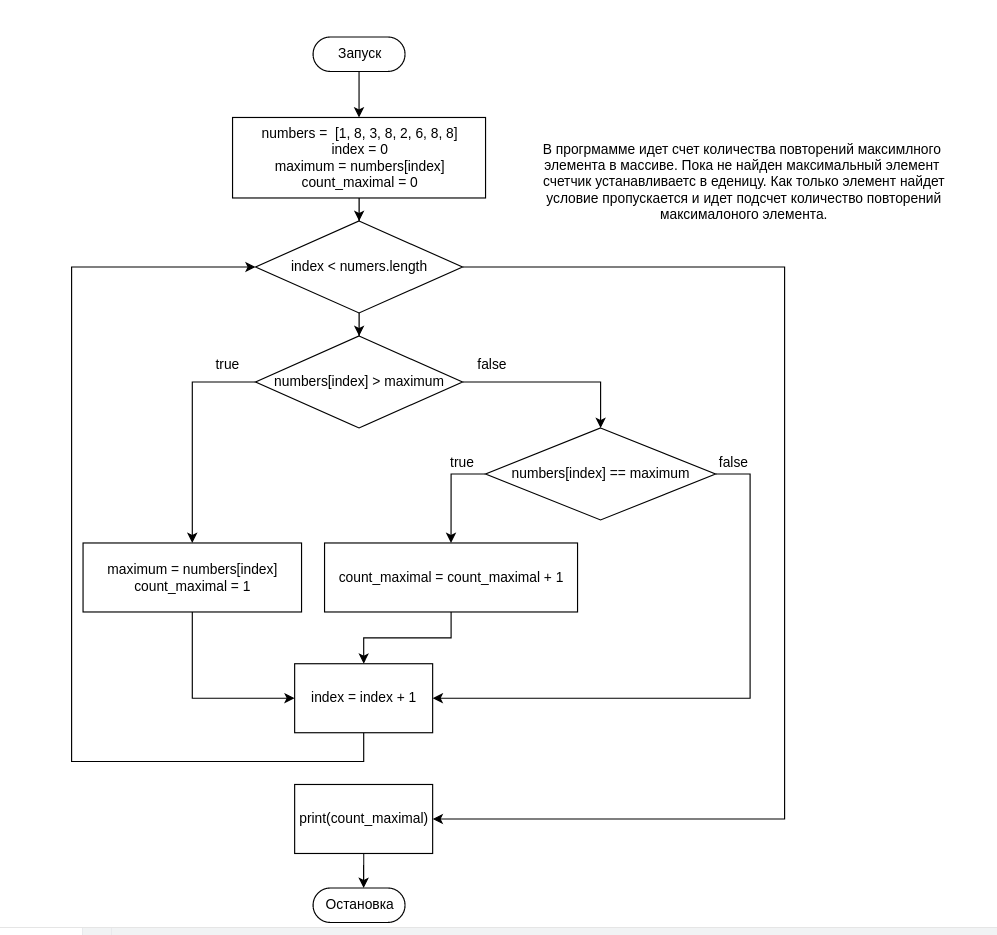 Запуск
numbers =  [1, 8, 3, 8, 2, 6, 8, 8]
index = 0
maximum = numbers[index]
count_maximal = 0
В прогрмамме идет счет количества повторений максимлного
элемента в массиве. Пока не найден максимальный элемент
счетчик устанавливаетс в еденицу. Как только элемент найдет
условие пропускается и идет подсчет количество повторений
максималоного элемента.
index < numers.length
true
false
numbers[index] > maximum
true
false
numbers[index] == maximum
maximum = numbers[index]
count_maximal = 1
count_maximal = count_maximal + 1
index = index + 1
print(count_maximal)
Остановка